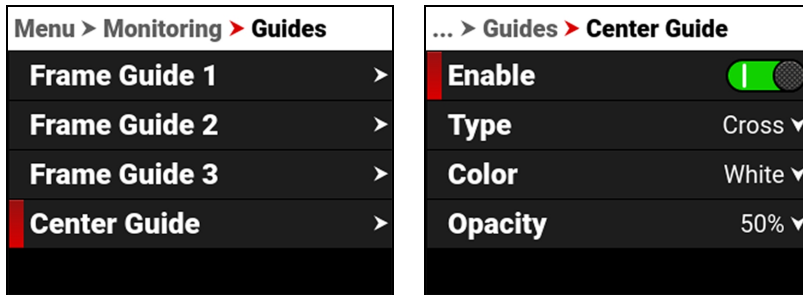 Menu > Monitoring > Guides
Frame Guide 1 >
Frame Guide 2 >
Frame Guide 3 >
Center Guide >
... > Guides > Center Guide
Enable
Type Cross
Color White
Opacity 50%